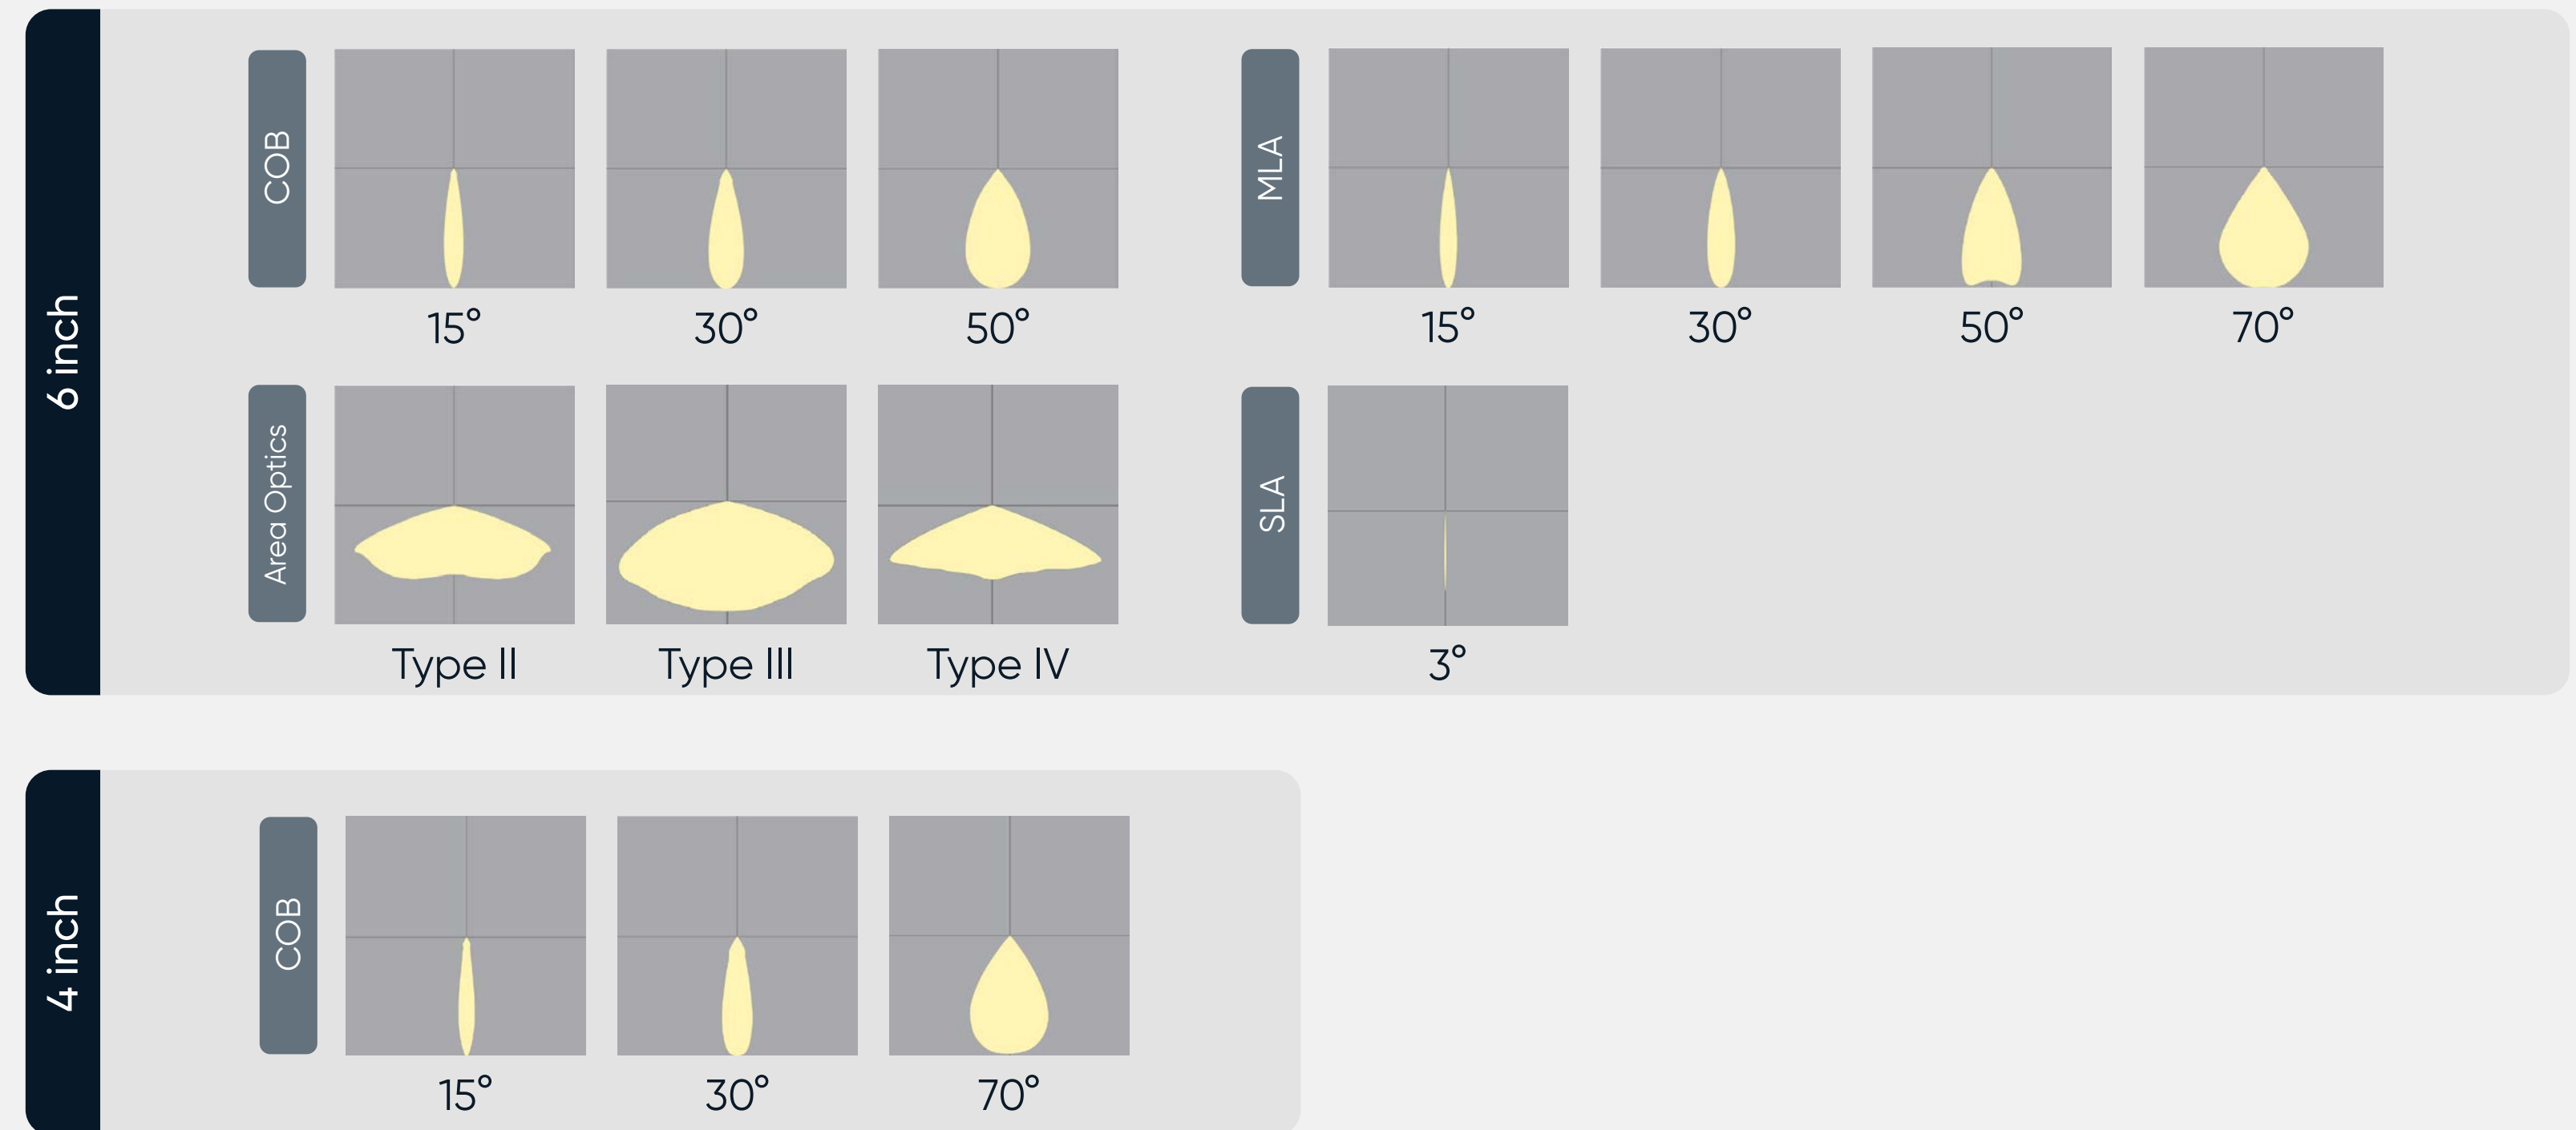 6 inch
COB
15°
30°
50°
MLA
15°
30°
50°
70°
Area Optics
Type II
Type III
Type IV
SLA
3°
4 inch
COB
15°
30°
70°